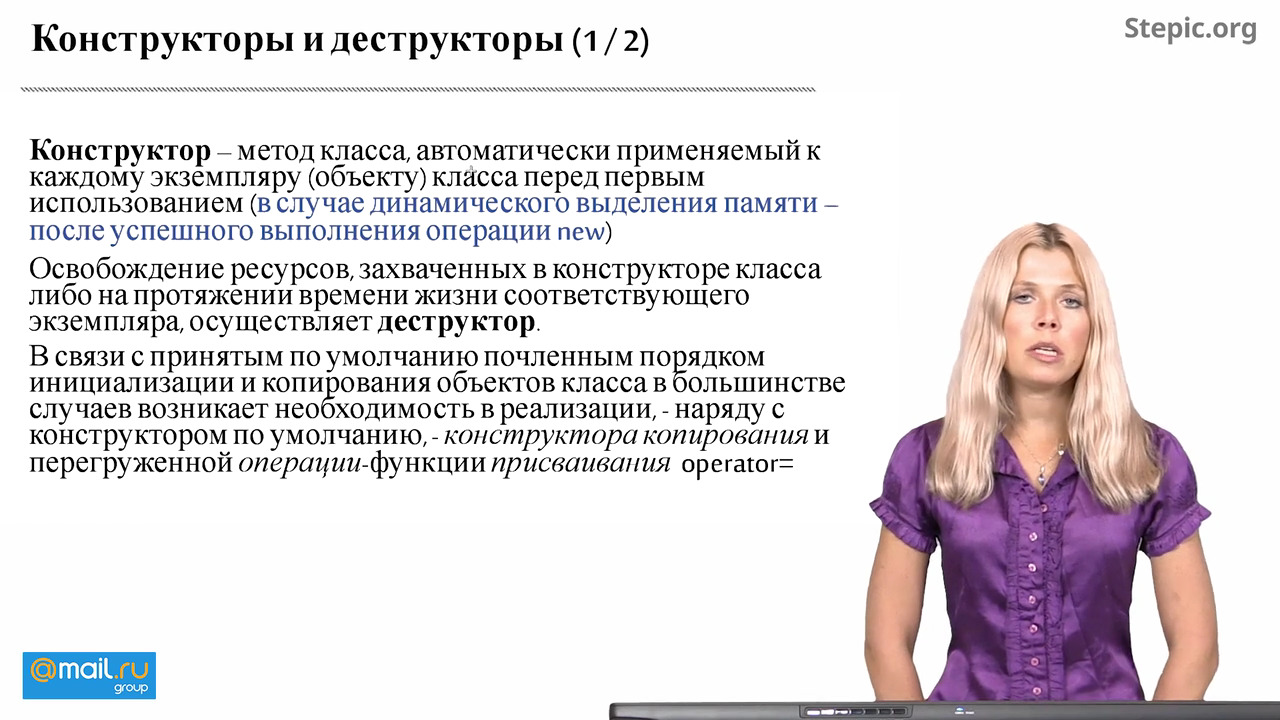 Конструкторы и деструкторы (1 / 2)
Stepic.org
Конструктор – метод класса, автоматически применяемый к
каждому экземпляру (объекту) класса перед первым
использованием (в случае динамического выделения памяти –
после успешного выполнения операции new)
Освобождение ресурсов, захваченных в конструкторе класса
либо на протяжении времени жизни соответствующего
экземпляра, осуществляет деструктор.
В связи с принятым по умолчанию почленным порядком
инициализации и копирования объектов класса в большинстве
случаев возникает необходимость в реализации, - наряду с
конструктором по умолчанию, - конструктора копирования и
перегруженной операции-функции присваивания operator=
@mail.ru
group